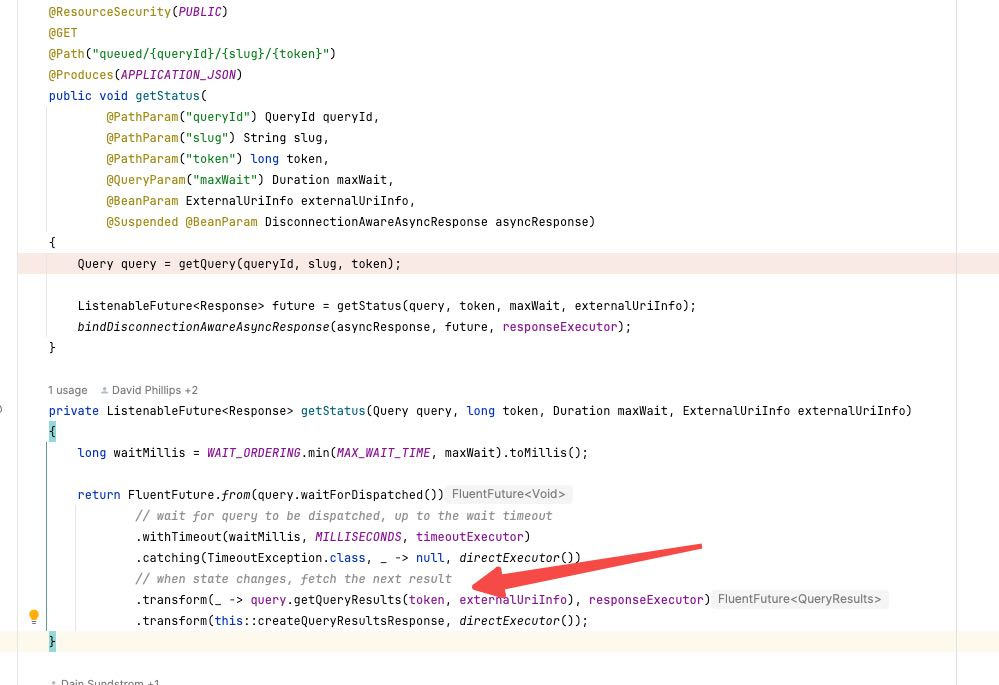 @ResourceSecurity(PUBLIC)
@GET
@Path("queued/{queryId}/{slug}/{token}")
@Produces(APPLICATION_JSON)
public void getStatus(
@PathParam("queryId") QueryId queryId,
@PathParam("slug") String slug,
@PathParam("token") long token,
@QueryParam("maxWait") Duration maxWait,
@BeanParam ExternalUriInfo externalUriInfo,
@Suspended @BeanParam DisconnectionAwareAsyncResponse asyncResponse)
{
Query query = getQuery(queryId, slug, token);
ListenableFuture<Response> future = getStatus(query, token, maxWait, externalUriInfo);
bindDisconnectionAwareAsyncResponse(asyncResponse, future, responseExecutor);
}
1 usage David Phillips +2
private ListenableFuture<Response> getStatus(Query query, long token, Duration maxWait, ExternalUriInfo externalUriInfo)
{
long waitMillis = WAIT_ORDERING.min(MAX_WAIT_TIME, maxWait).toMillis();
return FluentFuture.from(query.waitForDispatched()) FluentFuture<Void>
// wait for query to be dispatched, up to the wait timeout
.withTimeout(waitMillis, MILLISECONDS, timeoutExecutor)
.catching(TimeoutException.class, _ -> null, directExecutor())
// when state changes, fetch the next result
.transform(_ -> query.getQueryResults(token, externalUriInfo), responseExecutor) FluentFuture<QueryResults>
.transform(this::createQueryResultsResponse, directExecutor());
}
Dain Sundstrom +1